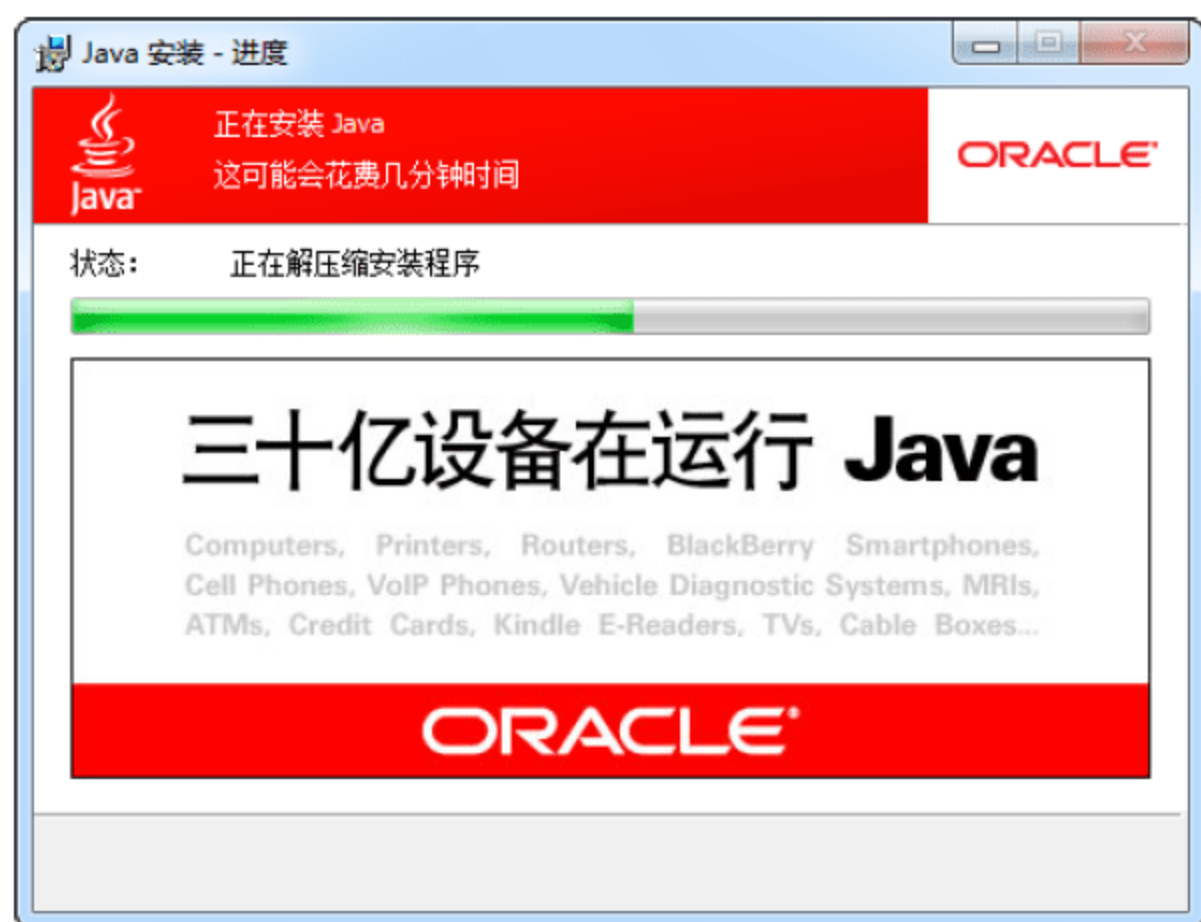 Java 安装 - 进度
正在安装 Java
这可能会花费几分钟时间
Java
ORACLE
状态： 正在解压缩安装程序
三十亿设备在运行 Java
Computers, Printers, Routers, BlackBerry Smartphones,
Cell Phones, VoIP Phones, Vehicle Diagnostic Systems, MRIs,
ATMs, Credit Cards, Kindle E-Readers, TVs, Cable Boxes...
ORACLE®